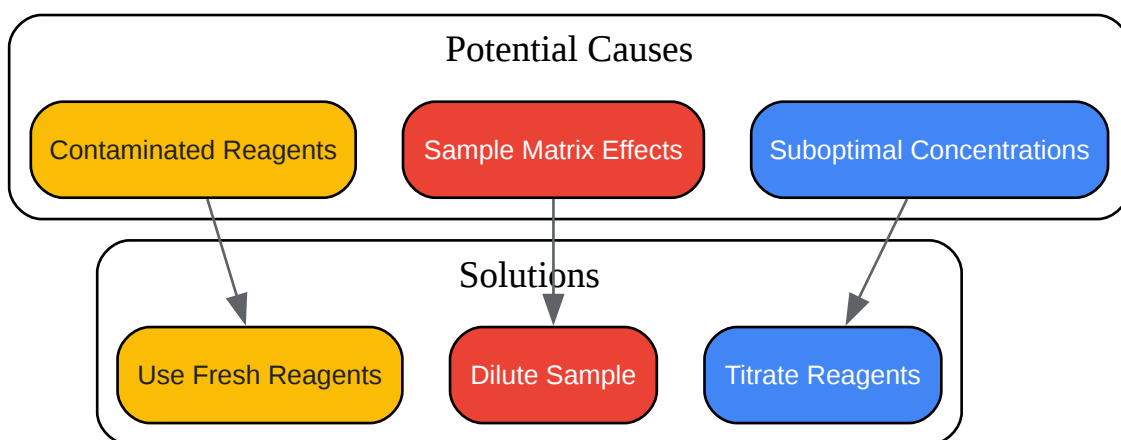 Potential Causes
Contaminated Reagents
Sample Matrix Effects
Suboptimal Concentrations
Solutions
Use Fresh Reagents
Dilute Sample
Titrate Reagents